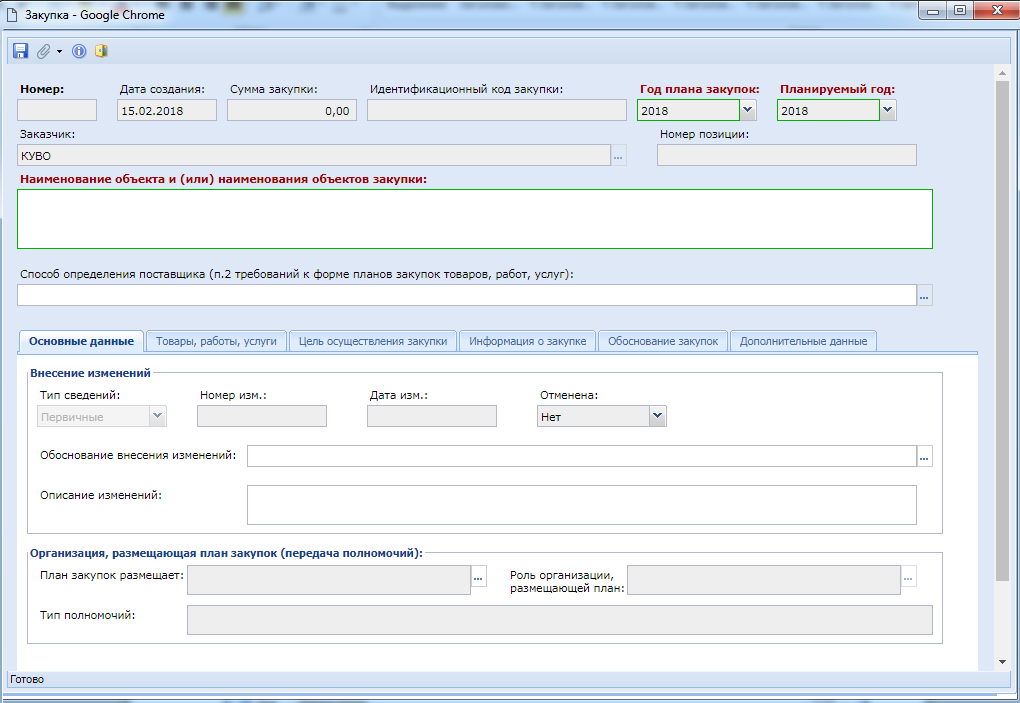 Закупка - Google Chrome
Номер: Дата создания: Сумма закупки: Идентификационный код закупки: Год плана закупок: Планируемый год:
15.02.2018 0,00 2018 2018
Заказчик: Номер позиции:
КУВО ...
Наименование объекта и (или) наименования объектов закупки:
Способ определения поставщика (п.2 требований к форме планов закупок товаров, работ, услуг):
...
Основные данные Товары, работы, услуги Цель осуществления закупки Информация о закупке Обоснование закупок Дополнительные данные
Внесение изменений
Тип сведений: Номер изм.: Дата изм.: Отменена:
Первичные Нет
Обоснование внесения изменений: ...
Описание изменений:
Организация, размещающая план закупок (передача полномочий):
План закупок размещает: ... Роль организации, ...
размещающей план:
Тип полномочий:
Готово